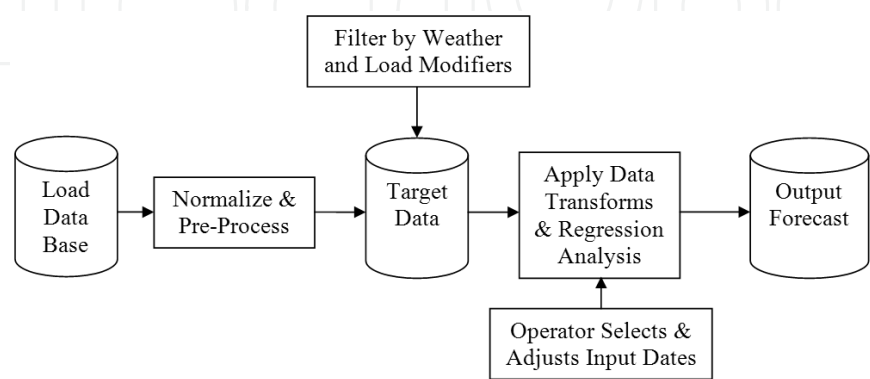 Filter by Weather
and Load Modifiers
Load
Data
Base
Normalize &
Pre-Process
Target
Data
Apply Data
Transforms
& Regression
Analysis
Output
Forecast
Operator Selects &
Adjusts Input Dates